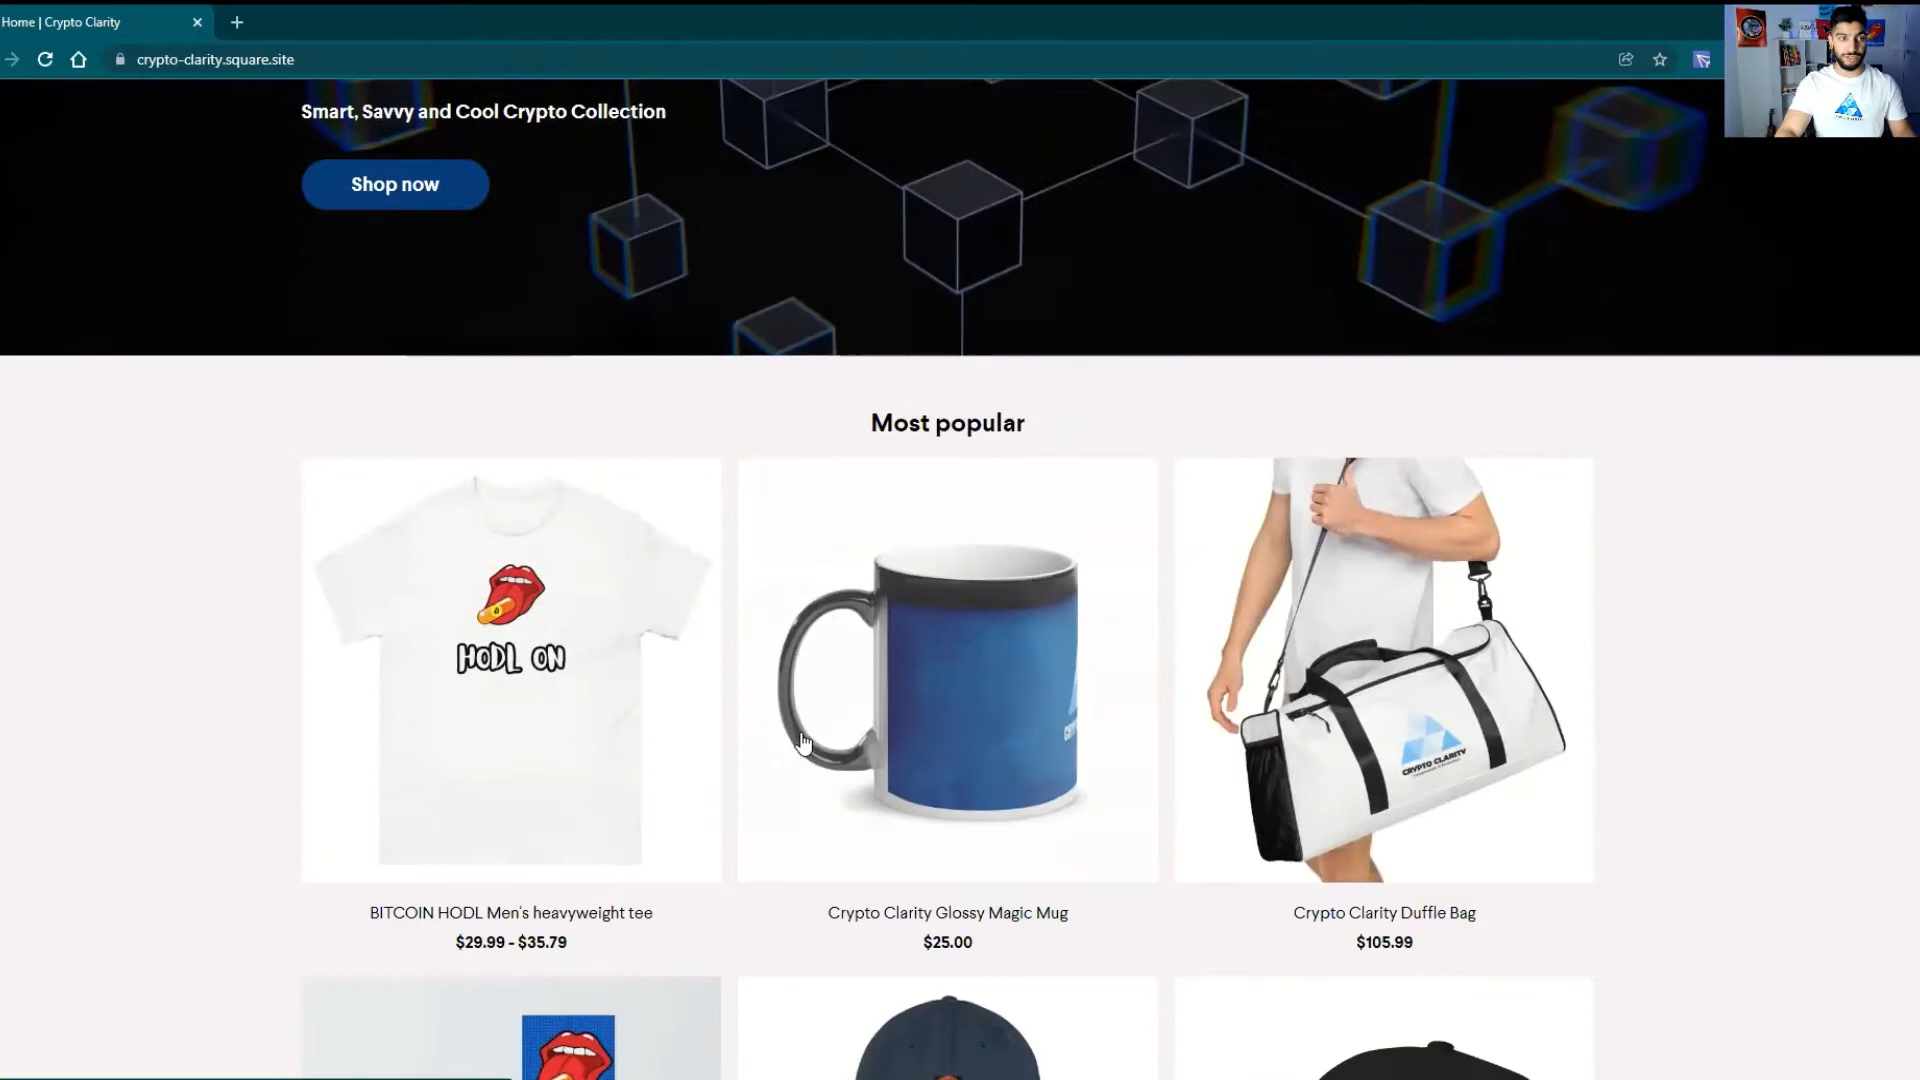 Home | Crypto Clarity
crypto-clarity.square.site
Smart, Savvy and Cool Crypto Collection
Shop now
Most popular
HODL ON
CRYPTO CLARITY
BITCOIN HODL Men's heavyweight tee
$29.99 - $35.79
Crypto Clarity Glossy Magic Mug
$25.00
Crypto Clarity Duffle Bag
$105.99